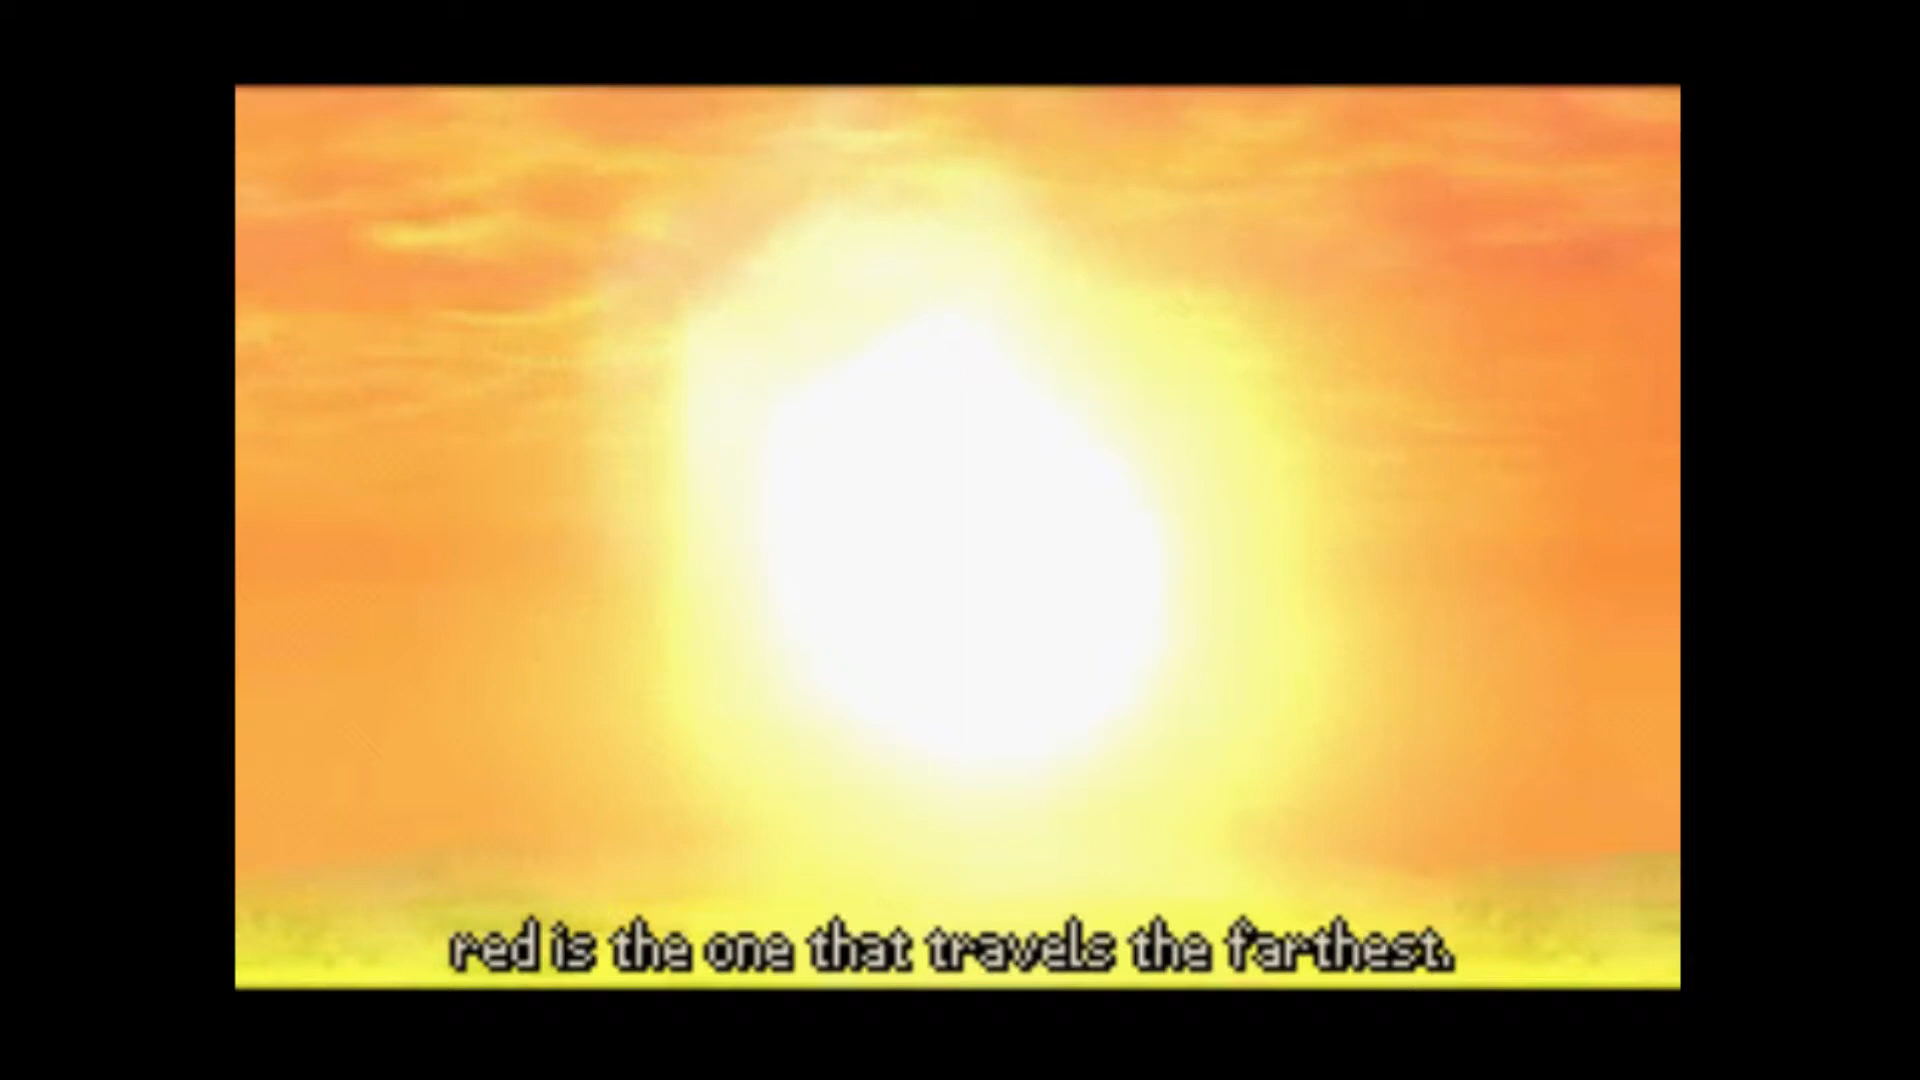 red is the one that travels the farthest.